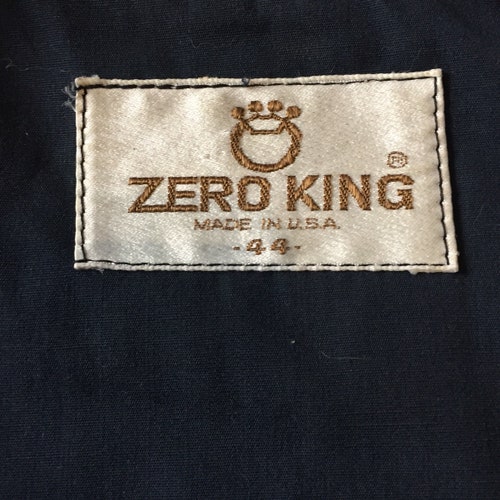 ®
ZERO KING
MADE IN U.S.A.
-44-